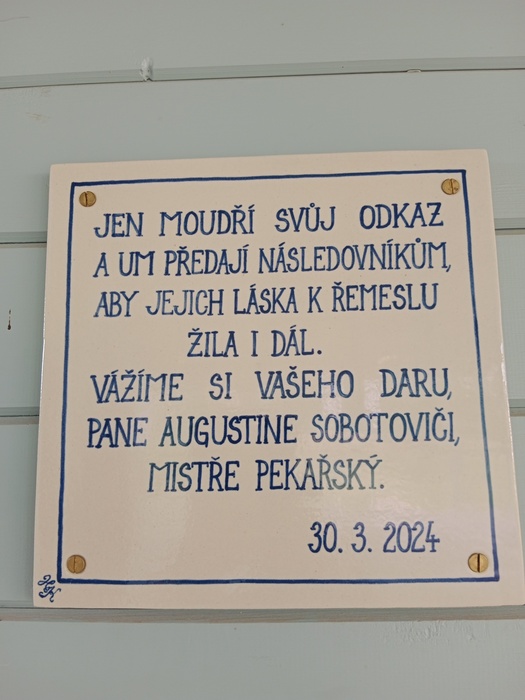 JEN MOUDŘÍ SVŮJ ODKAZ
A UM PŘEDAJÍ NÁSLEDOVNÍKŮM,
ABY JEJICH LÁSKA K ŘEMESLU
ŽILA I DÁL.
VÁŽÍME SI VAŠEHO DARU,
PANE AUGUSTINE SOBOTOVIČI,
MISTŘE PEKAŘSKÝ.
30. 3. 2024